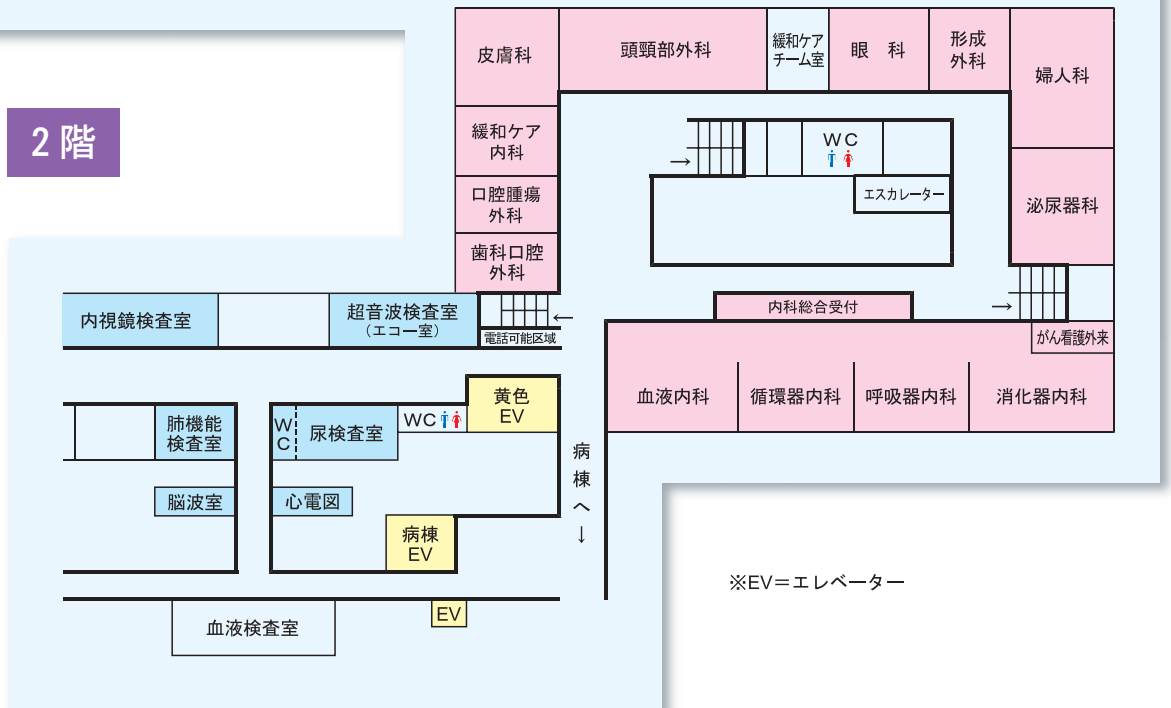 2階
皮膚科
頭頸部外科
緩和ケア
チーム室
眼 科
形成
外科
婦人科
緩和ケア
内科
WC
エスカレーター
→
口腔腫瘍
外科
泌尿器科
歯科口腔
外科
内視鏡検査室
超音波検査室
(エコー室)
←
電話可能区域
内科総合受付
→
がん看護外来
血液内科
循環器内科
呼吸器内科
消化器内科
黄色
EV
肺機能
検査室
WC
尿検査室
WC
脳波室
心電図
病棟
EV
病棟へ↓
※EV=エレベーター
EV
血液検査室